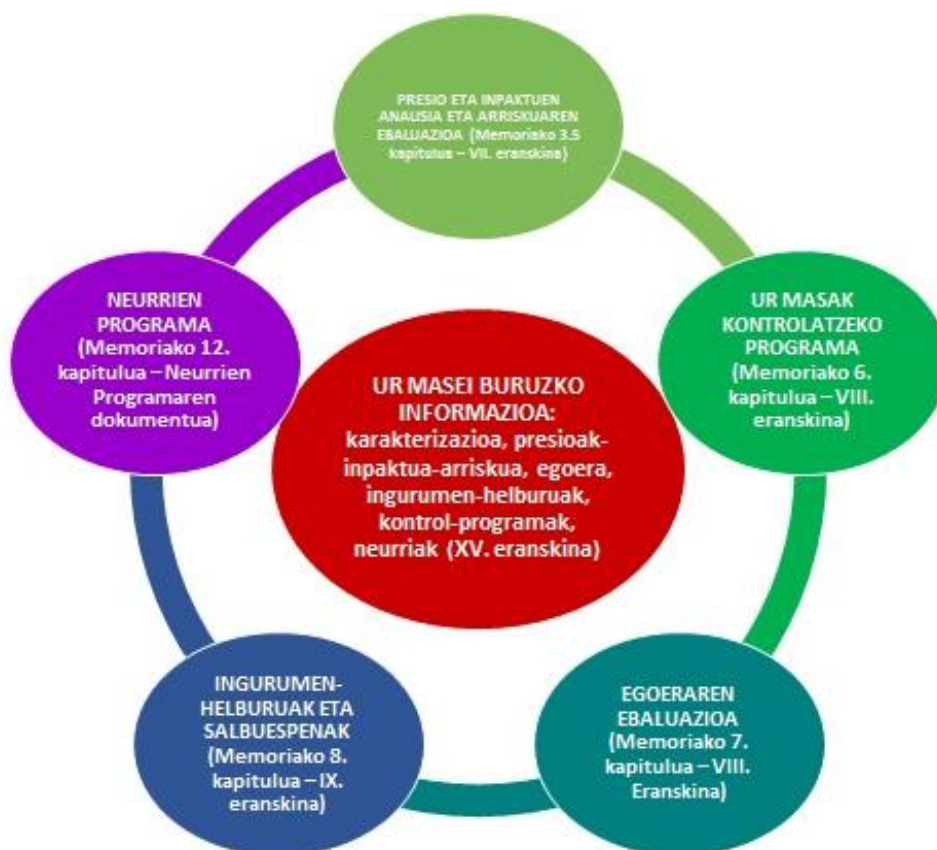 PRESIO ETA INPAKTUEN
ANALISIA ETA ARRISKUAREN
EBALUAZIOA (Memoriako 3.5
kapitulua – VII. eranskina)
UR MASAK
KONTROLATZEKO
PROGRAMA
(Memoriako 6.
kapitulua – VIII.
eranskina)
EGOERAREN
EBALUAZIOA
(Memoriako 7.
kapitulua – VIII.
Eranskina)
INGURUMEN-
HELBURUAK ETA
SALBUESPENAK
(Memoriako 8.
kapitulua – IX.
eranskina)
NEURRIEN
PROGRAMA
(Memoriako 12.
kapitulua – Neurrien
Programaren
dokumentua)
UR MASEI BURUZKO
INFORMAZIOA:
karakterizazioa, presioak-
inpaktua-arriskua, egoera,
ingurumen-helburuak,
kontrol-programak,
neurriak (XV. eranskina)